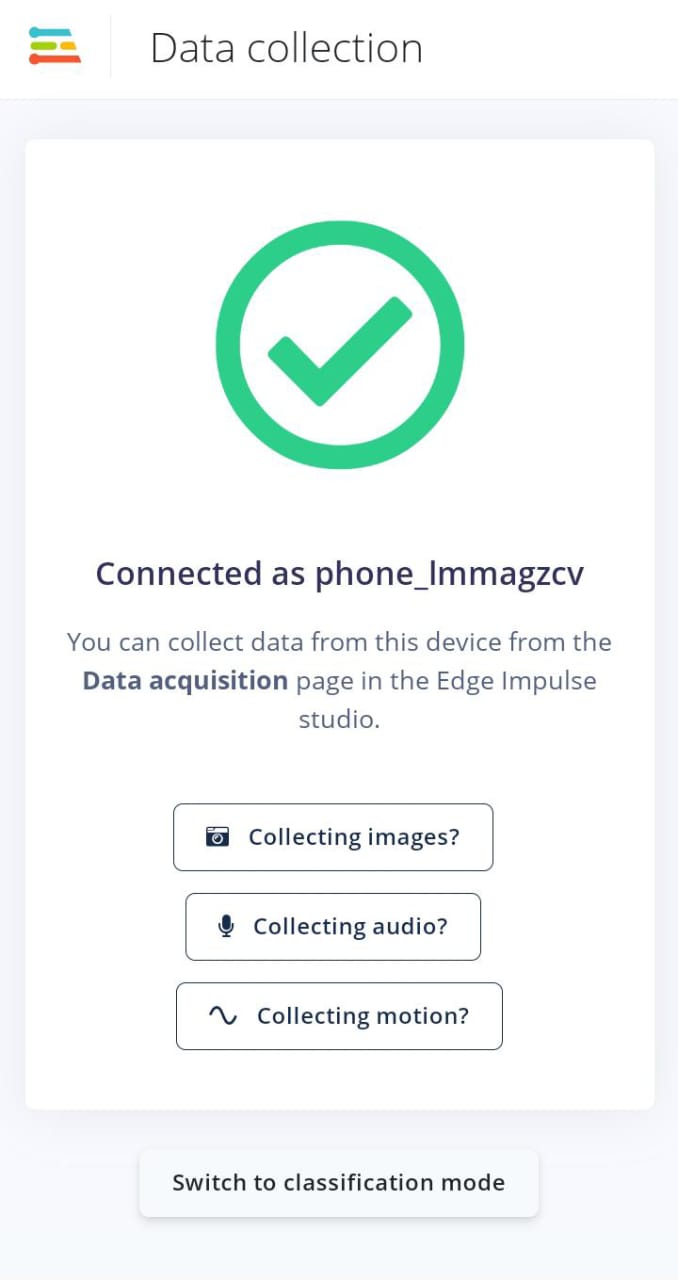 Data collection
Connected as phone_lmmagzcv
You can collect data from this device from the
Data acquisition page in the Edge Impulse
studio.
Collecting images?
Collecting audio?
Collecting motion?
Switch to classification mode